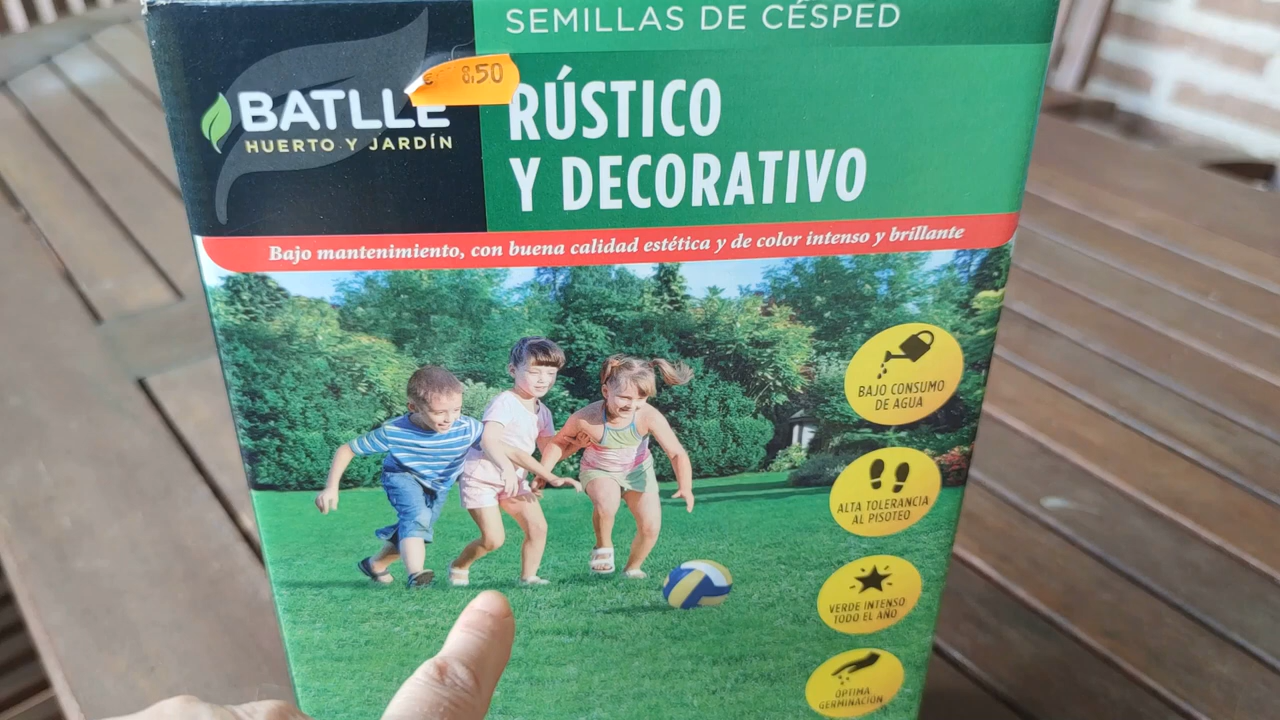 SEMILLAS DE CÉSPED
€ 8,50
BATLLE
HUERTO Y JARDÍN
RÚSTICO
Y DECORATIVO
Bajo mantenimiento, con buena calidad estética y de color intenso y brillante
BAJO CONSUMO
DE AGUA
ALTA TOLERANCIA
AL PISOTEO
VERDE INTENSO
TODO EL AÑO
ÓPTIMA
GERMINACIÓN